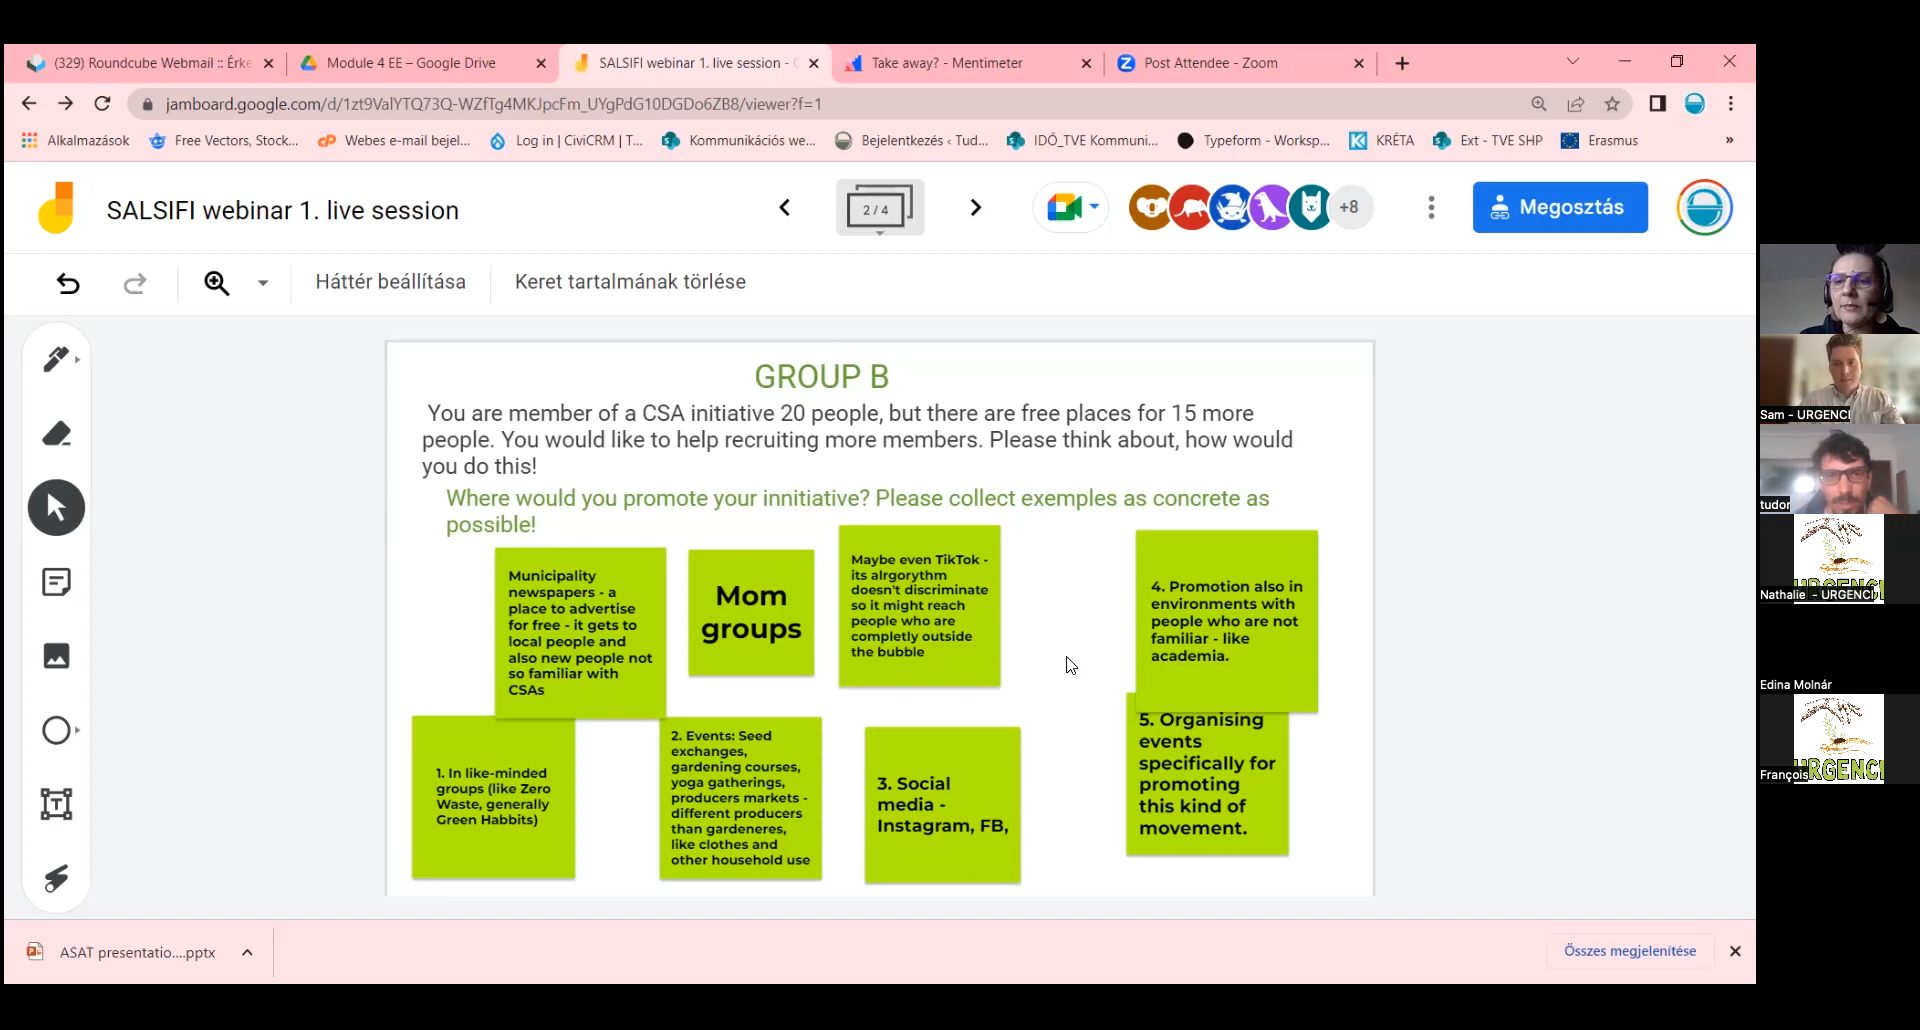 (329) Roundcube Webmail :: Érke
Module 4 EE – Google Drive
SALSIFI webinar 1. live session -
Take away? - Mentimeter
Post Attendee - Zoom
jamboard.google.com/d/1zt9ValYTQ73Q-WZfTg4MKJpcFm_UYgPdG10DGDo6ZB8/viewer?f=1
Alkalmazások
Free Vectors, Stock...
Webes e-mail bejel...
Log in | CiviCRM | T...
Kommunikációs we...
Bejelentkezés ‹ Tud...
IDŐ_TVE Kommuni...
Typeform - Worksp...
KRÉTA
Ext - TVE SHP
Erasmus
»
SALSIFI webinar 1. live session
2 / 4
+8
Megosztás
Háttér beállítása
Keret tartalmának törlése
GROUP B
You are member of a CSA initiative 20 people, but there are free places for 15 more
people. You would like to help recruiting more members. Please think about, how would
you do this!
Where would you promote your innitiative? Please collect exemples as concrete as
possible!
Municipality
newspapers - a
place to advertise
for free - it gets to
local people and
also new people not
so familiar with
CSAs
Mom
groups
Maybe even TikTok -
its alrgorythm
doesn't discriminate
so it might reach
people who are
completly outside
the bubble
4. Promotion also in
environments with
people who are not
familiar - like
academia.
1. In like-minded
groups (like Zero
Waste, generally
Green Habbits)
2. Events: Seed
exchanges,
gardening courses,
yoga gatherings,
producers markets -
different producers
than gardeneres,
like clothes and
other household use
3. Social
media -
Instagram, FB,
5. Organising
events
specifically for
promoting
this kind of
movement.
Sam - URGENCI
tudor
Nathalie - URGENCI
Edina Molnár
François
ASAT presentatio....pptx
Összes megjelenítése